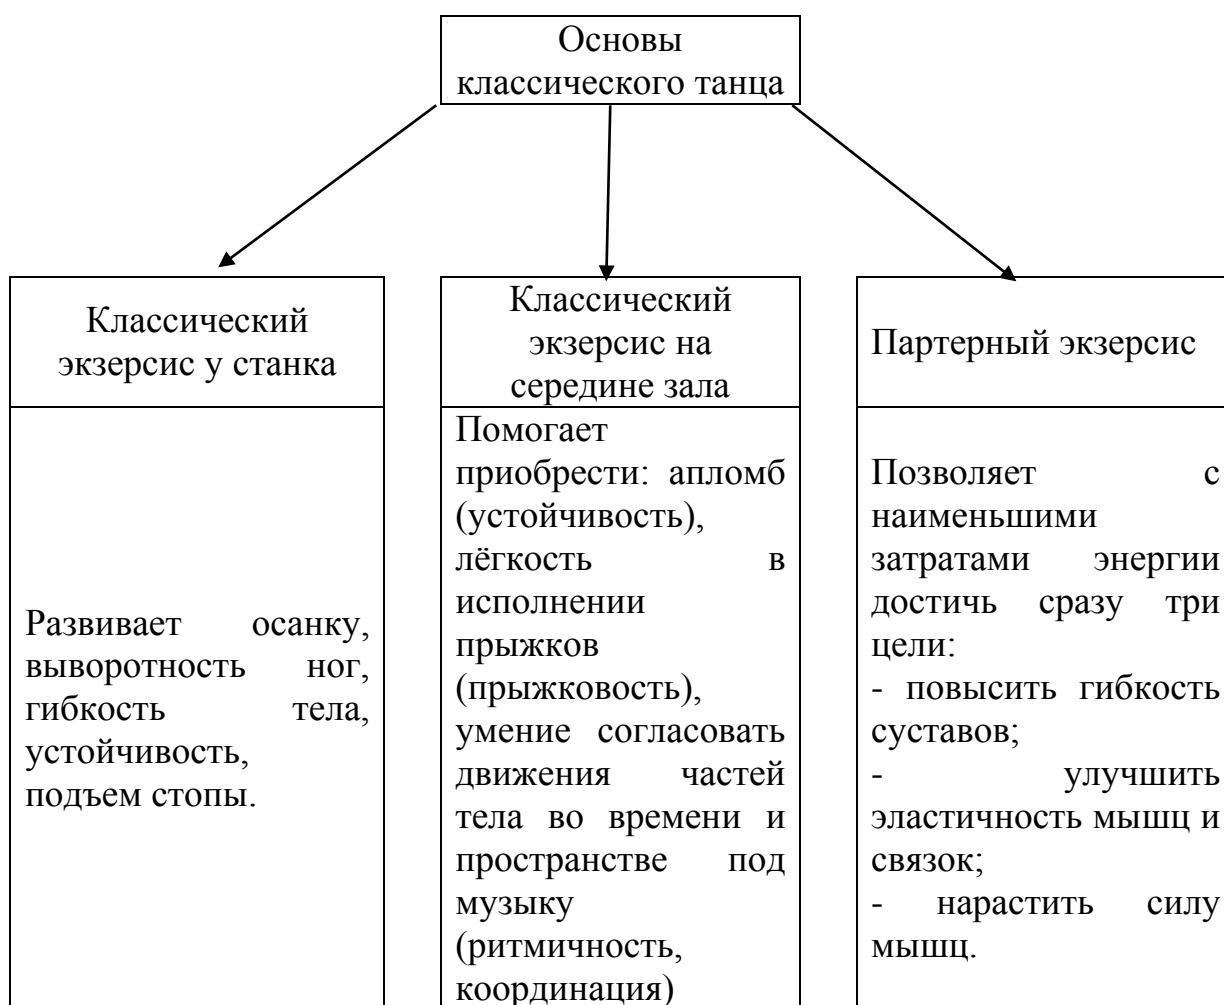 Основы
классического танца
Классический
экзерсис у станка
Развивает осанку,
выворотность ног,
гибкость тела,
устойчивость,
подъем стопы.
Классический
экзерсис на
середине зала
Помогает
приобрести: апломб
(устойчивость),
лёгкость в
исполнении
прыжков
(прыжковость),
умение согласовать
движения частей
тела во времени и
пространстве под
музыку
(ритмичность,
координация)
Партерный экзерсис
Позволяет с
наименьшими
затратами энергии
достичь сразу три
цели:
- повысить гибкость
суставов;
- улучшить
эластичность мышц и
связок;
- нарастить силу
мышц.